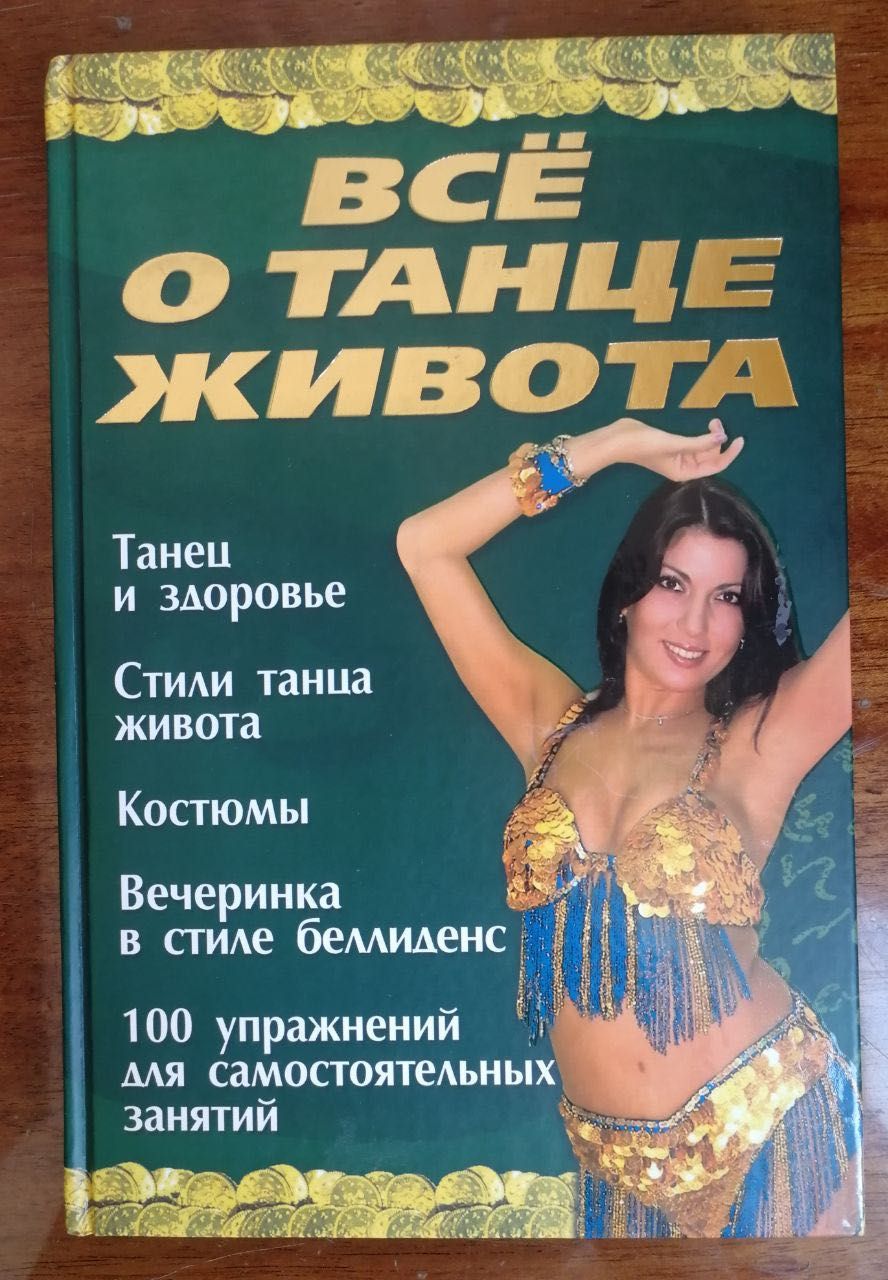 ВСЁ
О ТАНЦЕ
ЖИВОТА
Танец
и здоровье
Стили танца
живота
Костюмы
Вечеринка
в стиле беллиденс
100 упражнений
для самостоятельных
занятий